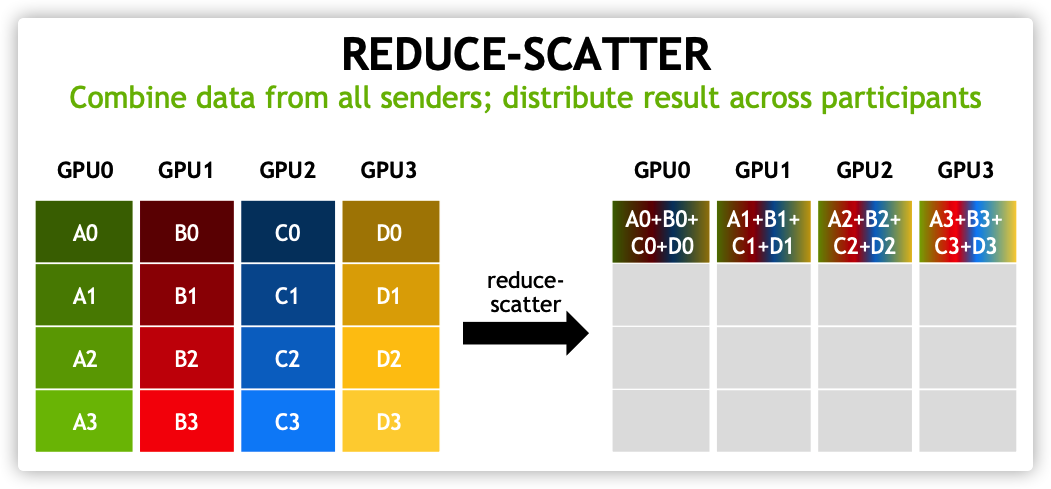 REDUCE-SCATTER
Combine data from all senders; distribute result across participants
GPU0 GPU1 GPU2 GPU3
A0 B0 C0 D0
A1 B1 C1 D1
A2 B2 C2 D2
A3 B3 C3 D3
reduce-
scatter
GPU0 GPU1 GPU2 GPU3
A0+B0+ A1+B1+ A2+B2+ A3+B3+
C0+D0 C1+D1 C2+D2 C3+D3